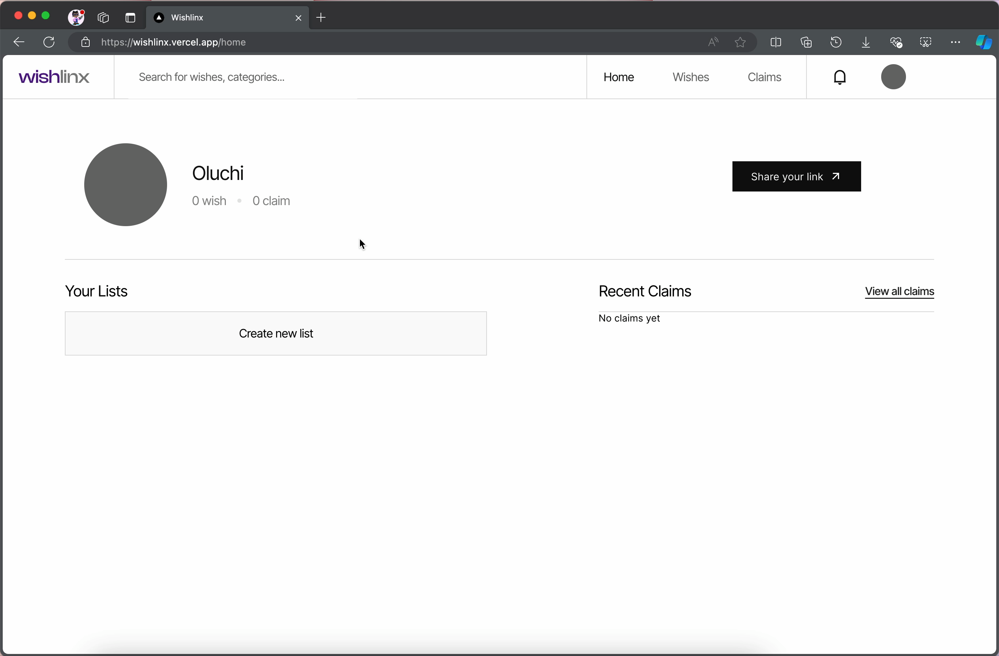 Wishlinx
https://wishlinx.vercel.app/home
wishlinx
Search for wishes, categories...
Home
Wishes
Claims
Oluchi
0 wish • 0 claim
Share your link
Your Lists
Create new list
Recent Claims
View all claims
No claims yet